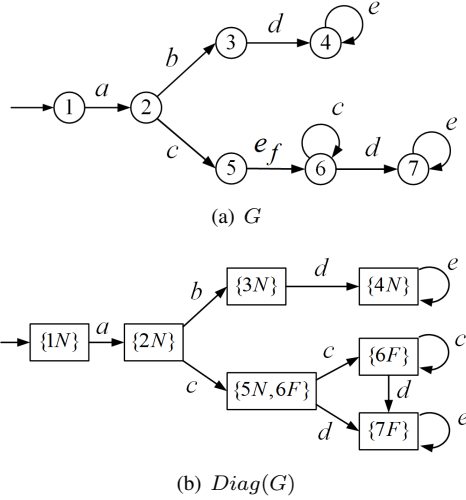 e
3 d 4
b
1 a 2 c
c e_f d e
5 6 7
(a) G
d e
b {3N} {4N}
{1N} a {2N}
c c {6F} c
{5N,6F} d
d {7F} e
(b) Diag(G)